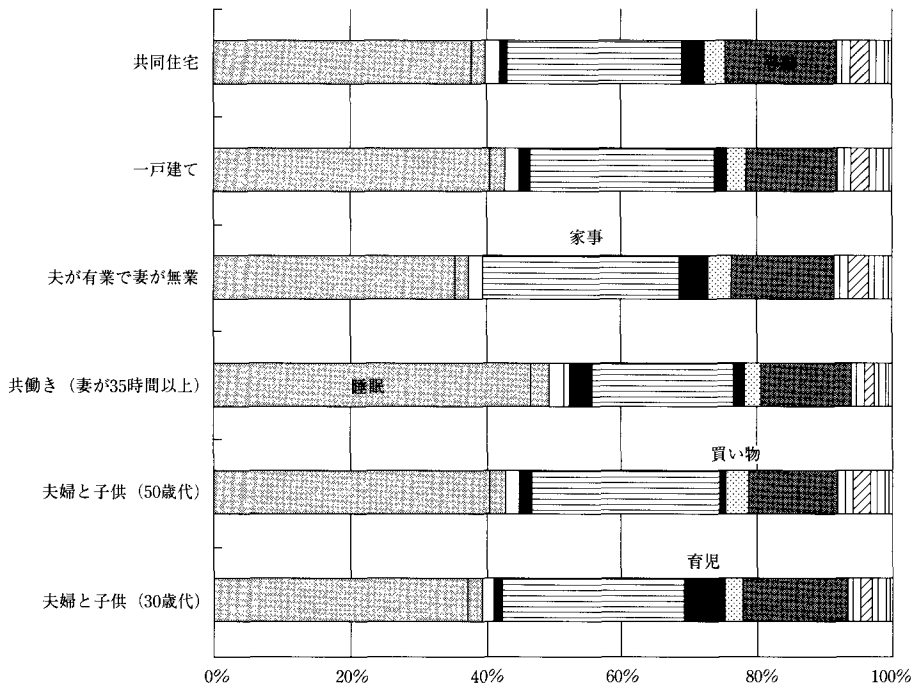 共同住宅
一戸建て
家事
夫が有業で妻が無業
共働き（妻が35時間以上）
睡眠
買い物
夫婦と子供（50歳代）
育児
夫婦と子供（30歳代）
0% 20% 40% 60% 80% 100%